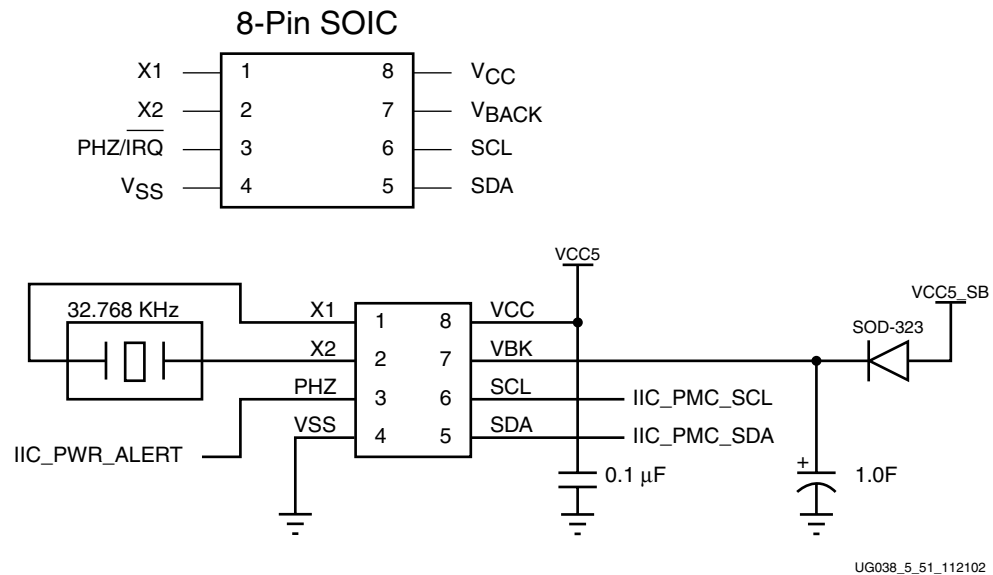 8-Pin SOIC
X1 1 8 VCC
X2 2 7 VBACK
PHZ/IRQ 3 6 SCL
VSS 4 5 SDA
VCC5
VCC5_SB
32.768 KHz
SOD-323
X1 1 8 VCC
X2 2 7 VBK
PHZ 3 6 SCL IIC_PMC_SCL
VSS 4 5 SDA IIC_PMC_SDA
IIC_PWR_ALERT
0.1 µF
+ 1.0F
UG038_5_51_112102